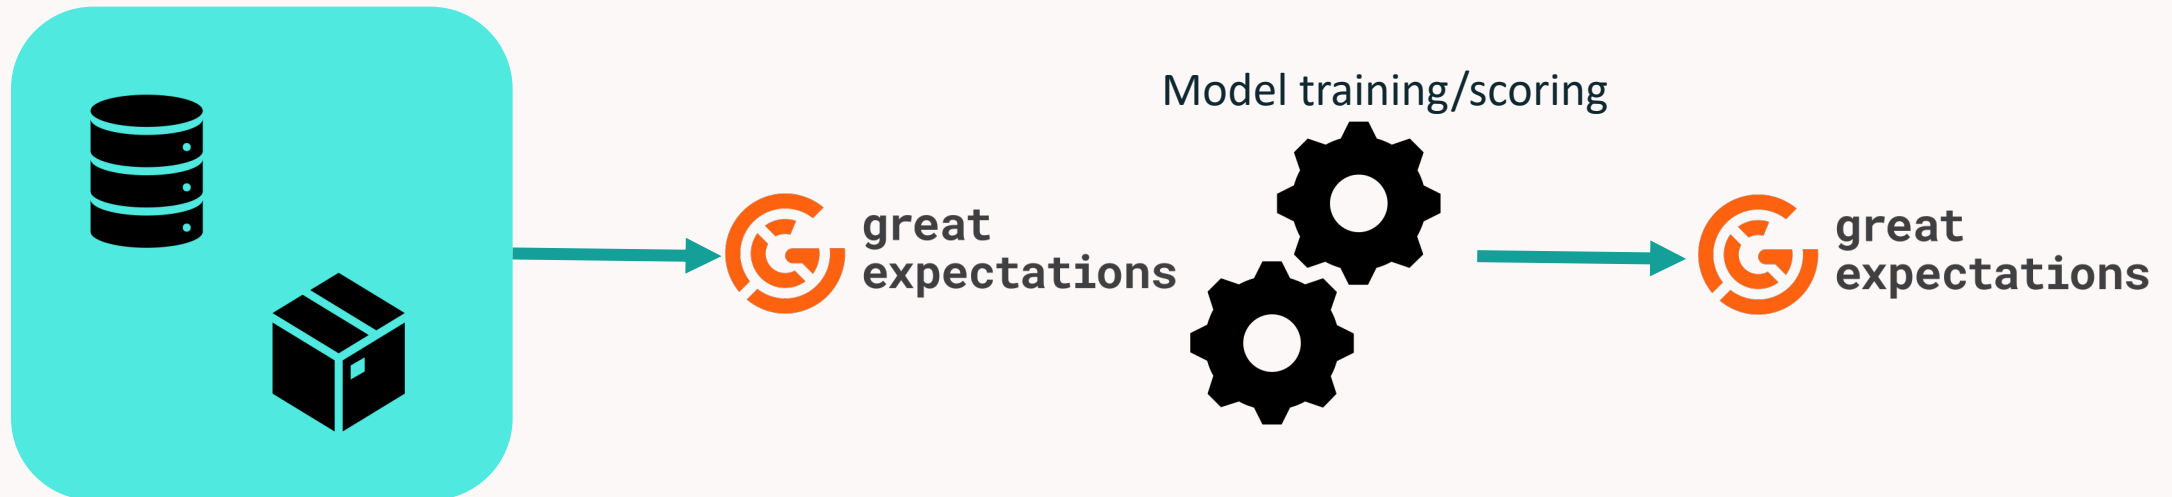 Model training/scoring
great
expectations
great
expectations